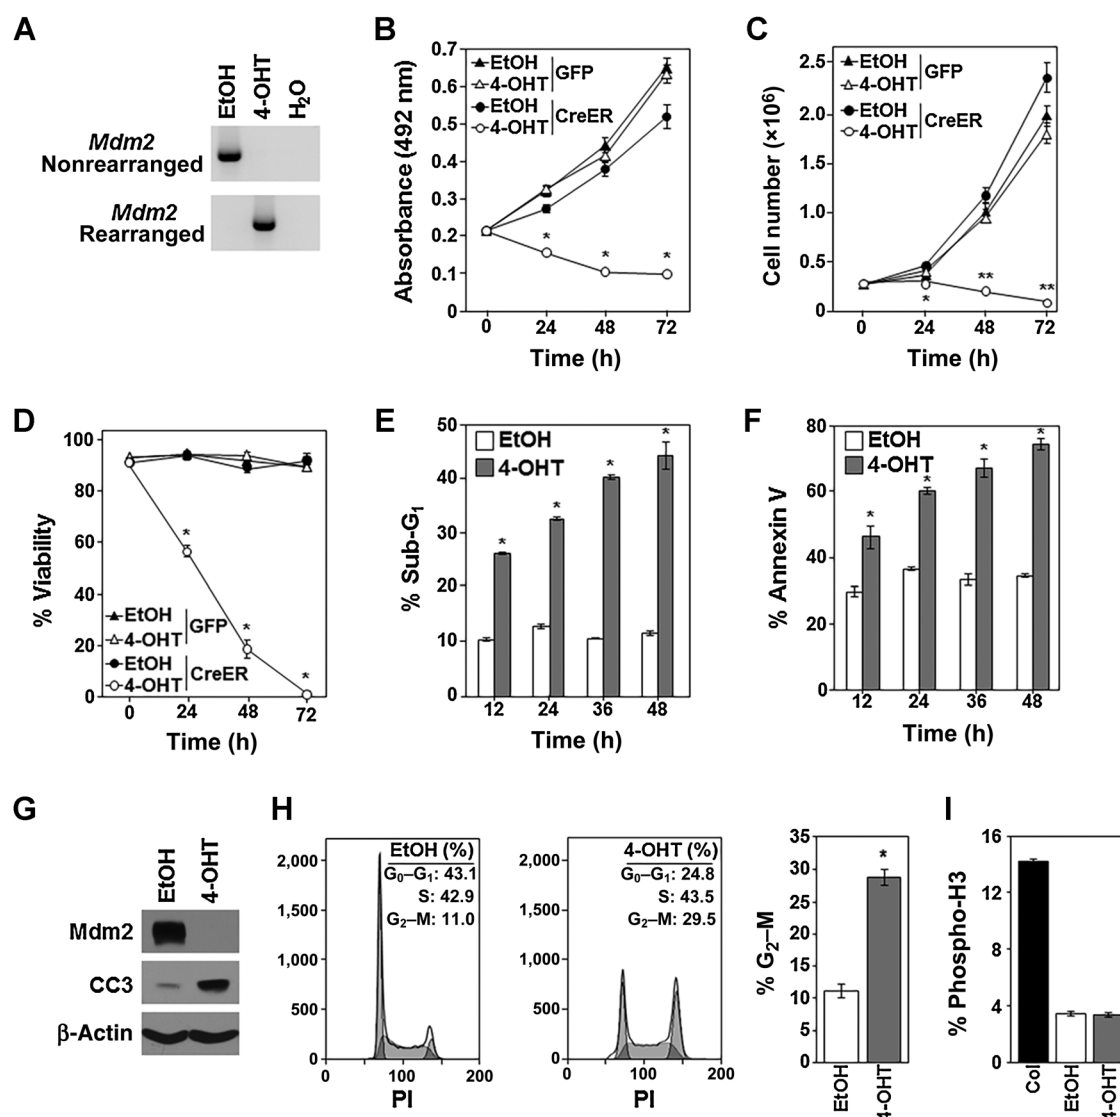 A
EtOH
4-OHT
H2O
Mdm2
Nonrearranged
Mdm2
Rearranged
B
Absorbance (492 nm)
0.7
0.6
0.5
0.4
0.3
0.2
0.1
0
EtOH
4-OHT
GFP
EtOH
4-OHT
CreER
*
*
*
0 24 48 72
Time (h)
C
Cell number (×10⁶)
2.5
2.0
1.5
1.0
0.5
0
EtOH
4-OHT
GFP
EtOH
4-OHT
CreER
*
**
**
0 24 48 72
Time (h)
D
% Viability
100
80
60
40
20
0
EtOH
4-OHT
GFP
EtOH
4-OHT
CreER
*
*
*
0 24 48 72
Time (h)
E
% Sub-G1
50
40
30
20
10
0
EtOH
4-OHT
*
*
*
*
12 24 36 48
Time (h)
F
% Annexin V
80
60
40
20
0
EtOH
4-OHT
*
*
*
*
12 24 36 48
Time (h)
G
EtOH
4-OHT
Mdm2
CC3
β-Actin
H
2,000
1,500
1,000
500
0
EtOH (%)
G0–G1: 43.1
S: 42.9
G2–M: 11.0
0 100 200
PI
2,000
1,500
1,000
500
0
4-OHT (%)
G0–G1: 24.8
S: 43.5
G2–M: 29.5
0 100 200
PI
% G2–M
35
30
25
20
15
10
5
0
*
EtOH
4-OHT
I
% Phospho-H3
16
12
8
4
0
Col
EtOH
4-OHT